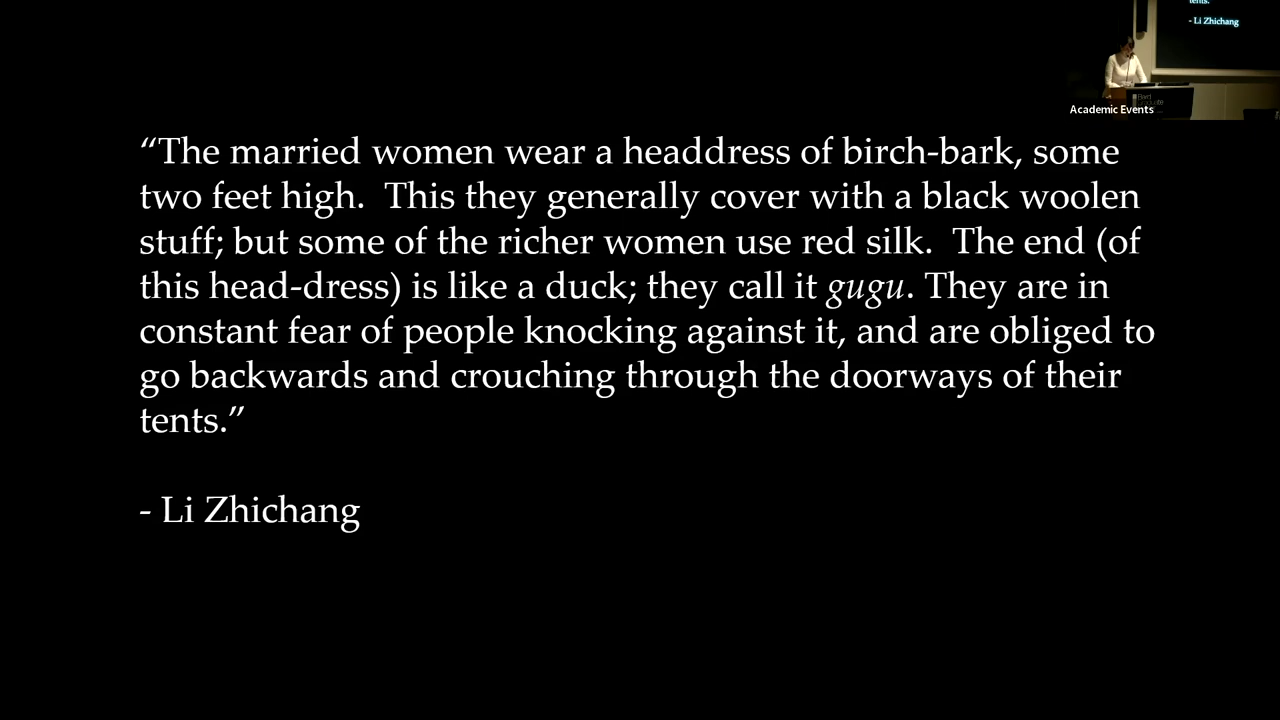 tents.
- Li Zhichang
Academic Events
“The married women wear a headdress of birch-bark, some
two feet high.  This they generally cover with a black woolen
stuff; but some of the richer women use red silk.  The end (of
this head-dress) is like a duck; they call it gugu. They are in
constant fear of people knocking against it, and are obliged to
go backwards and crouching through the doorways of their
tents.”
- Li Zhichang